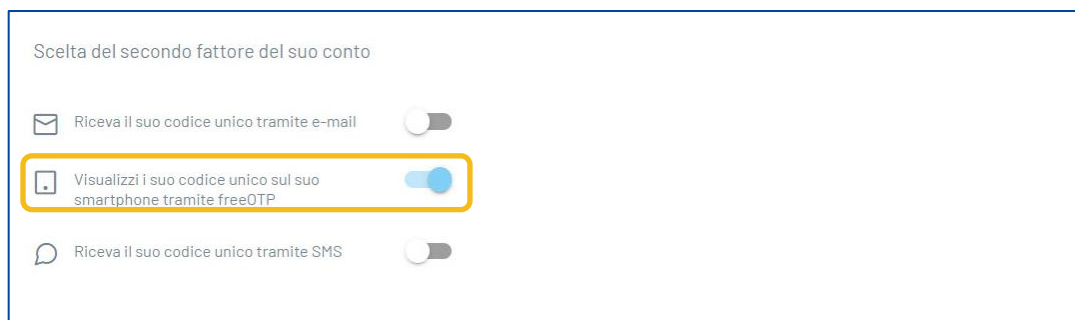 Scelta del secondo fattore del suo conto
Riceva il suo codice unico tramite e-mail
Visualizzi i suo codice unico sul suo
smartphone tramite freeOTP
Riceva il suo codice unico tramite SMS